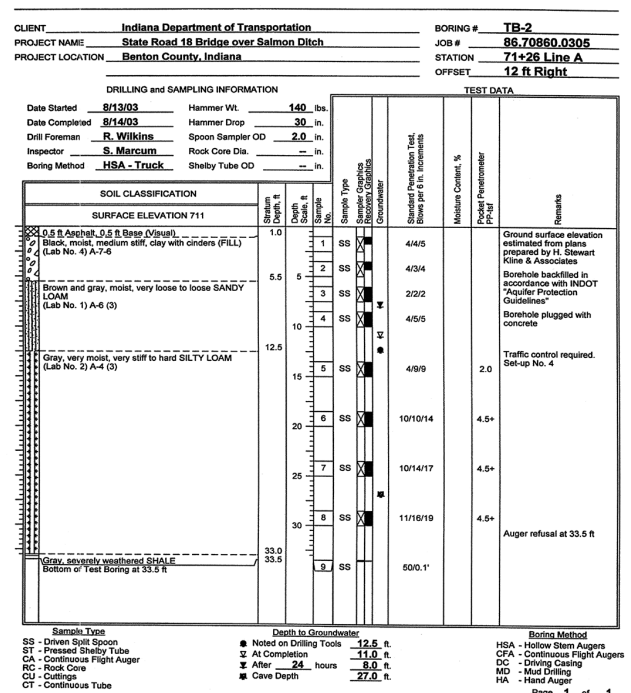 CLIENT Indiana Department of Transportation BORING # TB-2
PROJECT NAME State Road 18 Bridge over Salmon Ditch JOB # 86.70860.0305
PROJECT LOCATION Benton County, Indiana STATION 71+26 Line A
OFFSET 12 ft Right
DRILLING and SAMPLING INFORMATION TEST DATA
Date Started 8/13/03 Hammer Wt. 140 lbs.
Date Completed 8/14/03 Hammer Drop 30 in.
Drill Foreman R. Wilkins Spoon Sampler OD 2.0 in.
Inspector S. Marcum Rock Core Dia. -- in.
Boring Method HSA - Truck Shelby Tube OD -- in.
SOIL CLASSIFICATION
SURFACE ELEVATION 711
Stratum Depth, ft
Depth Scale, ft
Sample No.
Sample Type
Sampler Graphics
Recovery Graphics
Groundwater
Standard Penetration Test, Blows per 6 in. Increments
Moisture Content, %
Pocket Penetrometer PP-tsf
Remarks
0.5 ft Asphalt, 0.5 ft Base (Visual) 1.0
Black, moist, medium stiff, clay with cinders (FILL)
(Lab No. 4) A-7-6
1 SS 4/4/5
2 SS 4/3/4
5.5 5
Brown and gray, moist, very loose to loose SANDY
LOAM
(Lab No. 1) A-6 (3)
3 SS 2/2/2
4 SS 4/5/5
10
12.5
Gray, very moist, very stiff to hard SILTY LOAM
(Lab No. 2) A-4 (3)
5 SS 4/9/9 2.0
15
6 SS 10/10/14 4.5+
20
7 SS 10/14/17 4.5+
25
8 SS 11/16/19 4.5+
30
33.0
33.5
Gray, severely weathered SHALE
Bottom of Test Boring at 33.5 ft
9 SS 50/0.1'
Ground surface elevation
estimated from plans
prepared by H. Stewart
Kline & Associates
Borehole backfilled in
accordance with INDOT
"Aquifer Protection
Guidelines"
Borehole plugged with
concrete
Traffic control required.
Set-up No. 4
Auger refusal at 33.5 ft
Sample Type
SS - Driven Split Spoon
ST - Pressed Shelby Tube
CA - Continuous Flight Auger
RC - Rock Core
CU - Cuttings
CT - Continuous Tube
Depth to Groundwater
Noted on Drilling Tools 12.5 ft.
At Completion 11.0 ft.
After 24 hours 8.0 ft.
Cave Depth 27.0 ft.
Boring Method
HSA - Hollow Stem Augers
CFA - Continuous Flight Augers
DC - Driving Casing
MD - Mud Drilling
HA - Hand Auger
Page 1 of 1